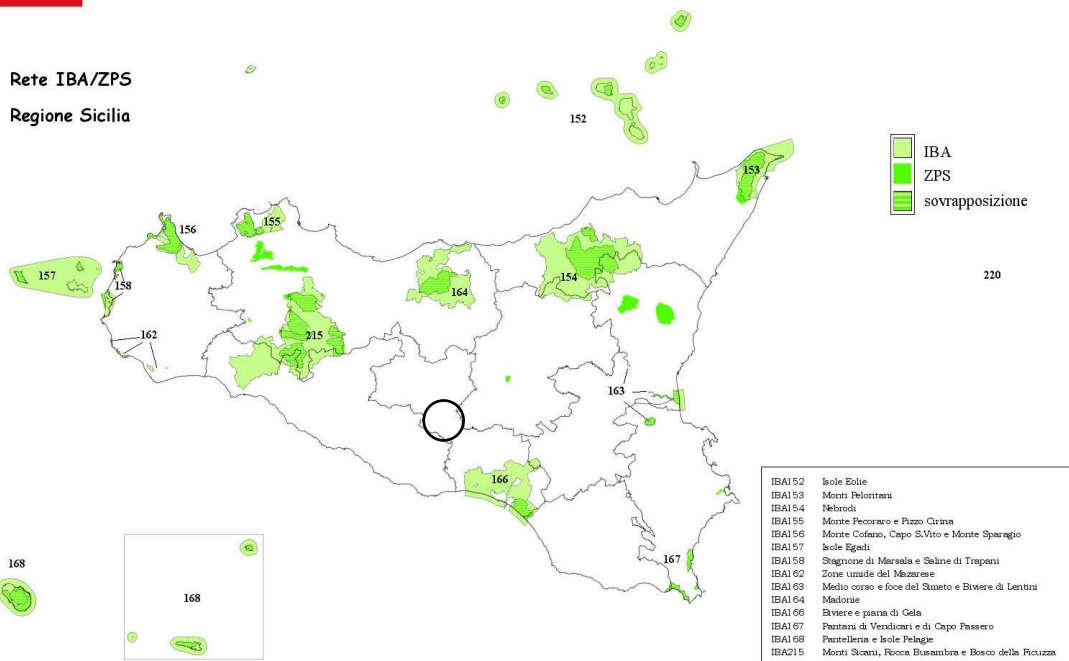 Rete IBA/ZPS
Regione Sicilia
152
153
IBA
ZPS
sovrapposizione
156
155
157
158
154
164
220
162
215
163
166
167
168
168
IBA152 Isole Eolie
IBA153 Monti Peloritani
IBA154 Nebrodi
IBA155 Monte Pecoraro e Pizzo Cirina
IBA156 Monte Cofano, Capo S.Vito e Monte Sparagio
IBA157 Isole Egadi
IBA158 Stagnone di Marsala e Saline di Trapani
IBA162 Zone umide del Mazarese
IBA163 Medio corso e foce del Simeto e Biviere di Lentini
IBA164 Madonie
IBA166 Biviere e piana di Gela
IBA167 Pantani di Vendicari e di Capo Passero
IBA168 Pantelleria e Isole Pelagie
IBA215 Monti Sicani, Rocca Busambra e Bosco della Ficuzza